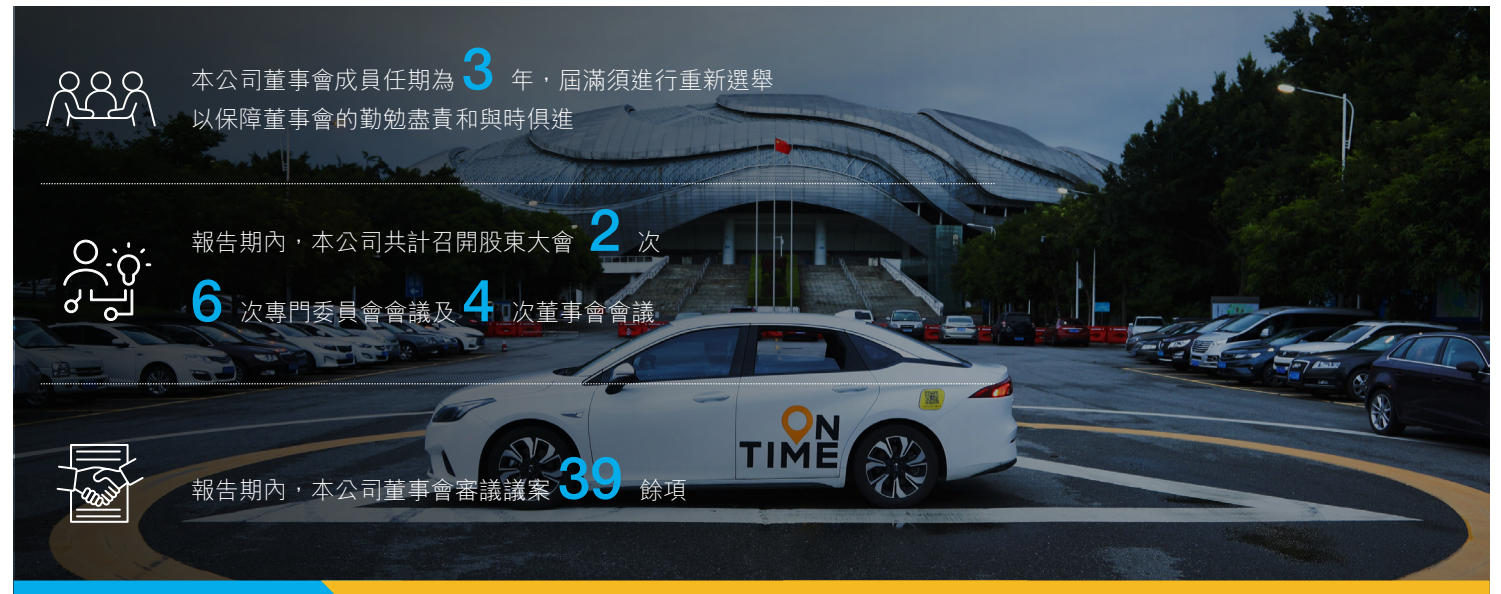 本公司董事會成員任期為 3 年，屆滿須進行重新選舉
以保障董事會的勤勉盡責和與時俱進
報告期內，本公司共計召開股東大會 2 次
6 次專門委員會會議及 4 次董事會會議
ON
TIME
報告期內，本公司董事會審議議案 39 餘項